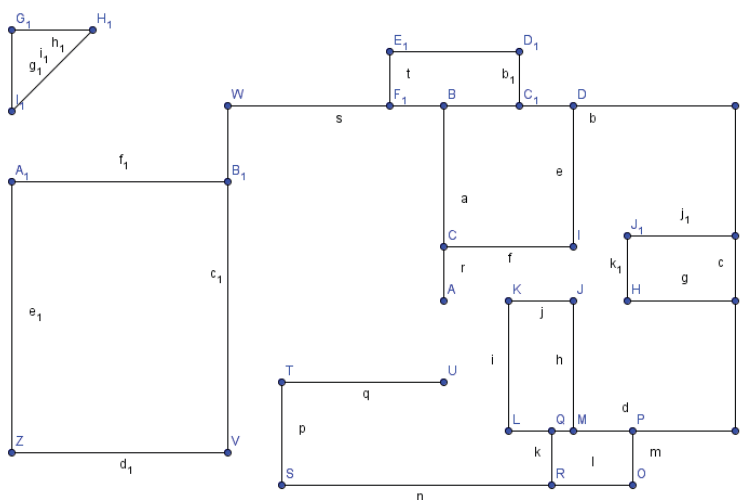 G₁ H₁
h₁
i₁
g₁
I₁
E₁ D₁
t b₁
W F₁ B C₁ D
s b
A₁ f₁ B₁
e
a
J₁ j₁
C I
f
c₁ r k₁ c
g
H
A K J
j
e₁
i h
T U
q
d
p L Q M P
Z V k m
d₁ l
S R O
n